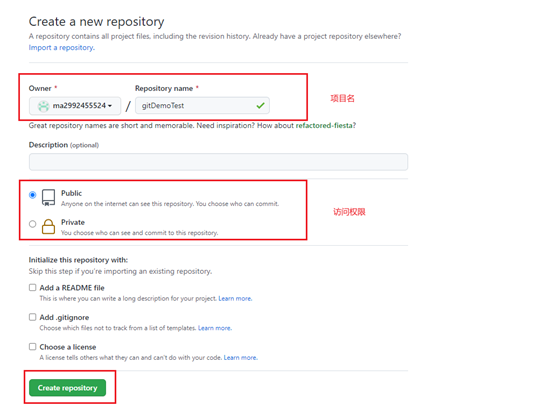 Create a new repository
A repository contains all project files, including the revision history. Already have a project repository elsewhere?
Import a repository.
Owner *
Repository name *
ma2992455524
/
gitDemoTest
项目名
Great repository names are short and memorable. Need inspiration? How about refactored-fiesta?
Description (optional)
Public
Anyone on the internet can see this repository. You choose who can commit.
访问权限
Private
You choose who can see and commit to this repository.
Initialize this repository with:
Skip this step if you're importing an existing repository.
Add a README file
This is where you can write a long description for your project. Learn more.
Add .gitignore
Choose which files not to track from a list of templates. Learn more.
Choose a license
A license tells others what they can and can't do with your code. Learn more.
Create repository